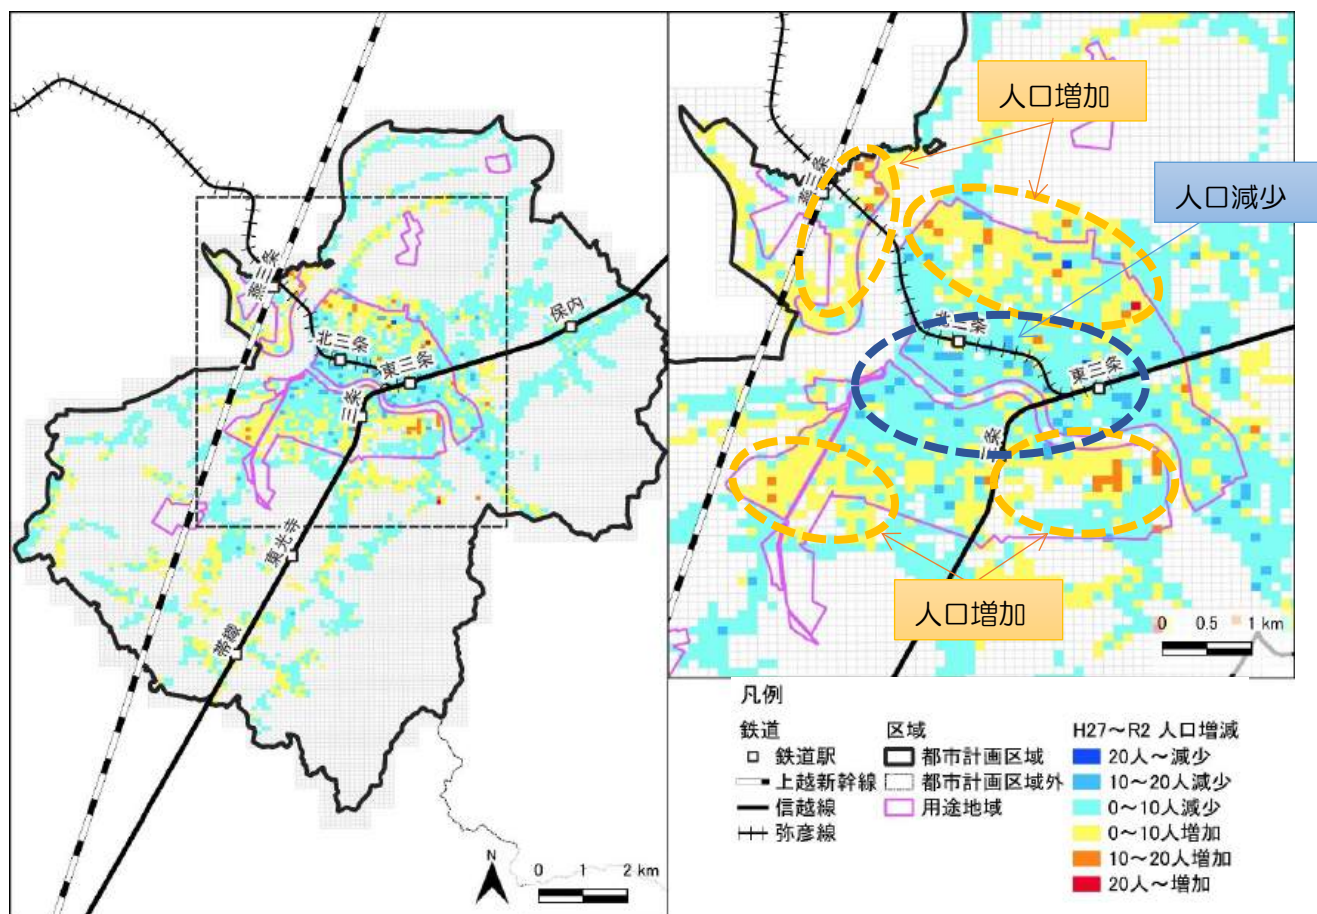 燕三条
北三条
東三条
保内
三条
東光寺
帯織
N
0 1 2 km
人口増加
人口減少
燕三条
北三条
東三条
三条
人口増加
0 0.5 1 km
凡例
鉄道
鉄道駅
上越新幹線
信越線
弥彦線
区域
都市計画区域
都市計画区域外
用途地域
H27～R2 人口増減
20人～減少
10～20人減少
0～10人減少
0～10人増加
10～20人増加
20人～増加